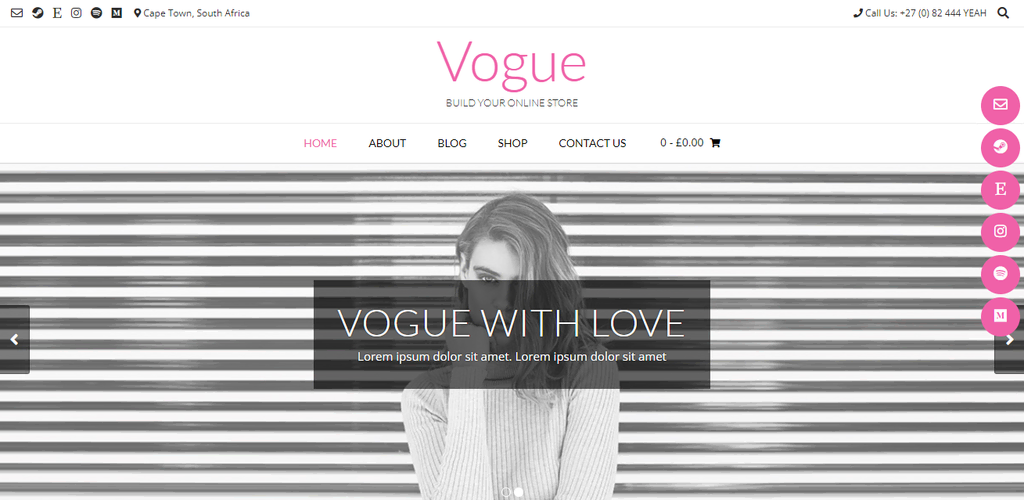 Cape Town, South Africa
Call Us: +27 (0) 82 444 YEAH
Vogue
BUILD YOUR ONLINE STORE
HOME ABOUT BLOG SHOP CONTACT US 0 - £0.00
VOGUE WITH LOVE
Lorem ipsum dolor sit amet. Lorem ipsum dolor sit amet